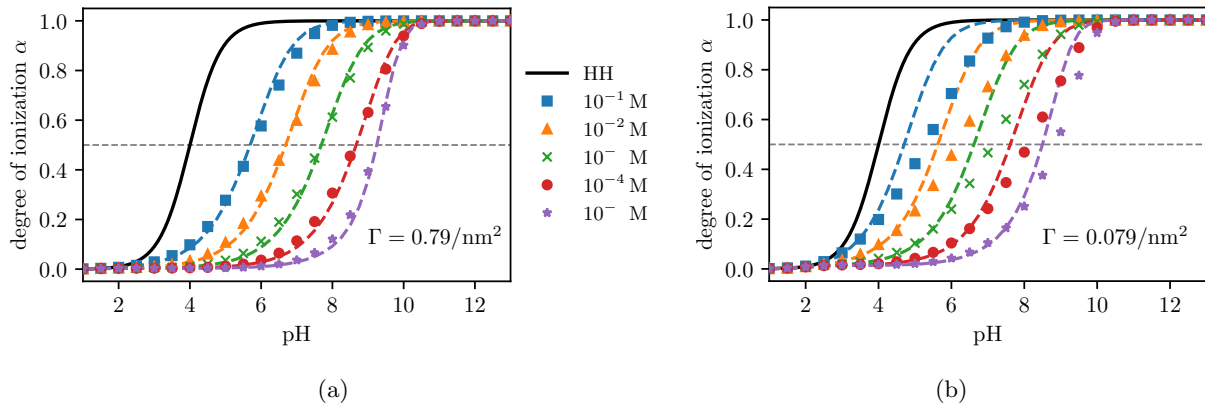 degree of ionization α
1.0
0.8
0.6
0.4
0.2
0.0
Γ = 0.79/nm²
2 4 6 8 10 12
pH
(a)
HH
10⁻¹ M
10⁻² M
10⁻ M
10⁻⁴ M
10⁻ M
degree of ionization α
1.0
0.8
0.6
0.4
0.2
0.0
Γ = 0.079/nm²
2 4 6 8 10 12
pH
(b)